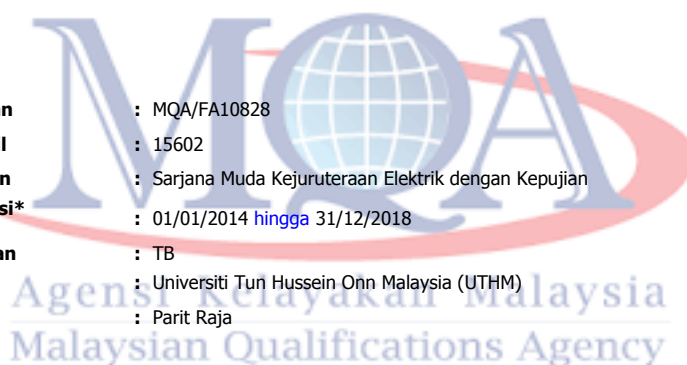 MQA
an : MQA/FA10828
l : 15602
n : Sarjana Muda Kejuruteraan Elektrik dengan Kepujian
si* : 01/01/2014 hingga 31/12/2018
an : TB
: Universiti Tun Hussein Onn Malaysia (UTHM)
: Parit Raja
Agensi Kelayakan Malaysia
Malaysian Qualifications Agency